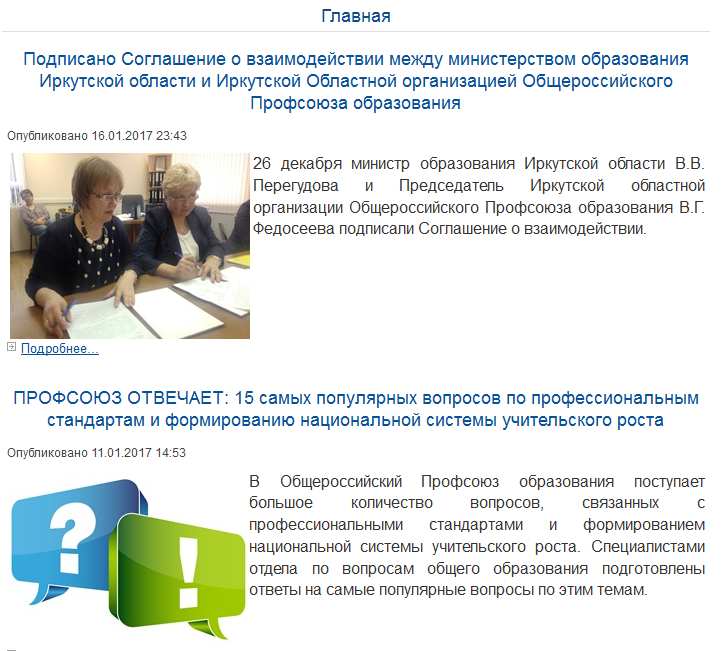 Главная
Подписано Соглашение о взаимодействии между министерством образования
Иркутской области и Иркутской Областной организацией Общероссийского
Профсоюза образования
Опубликовано 16.01.2017 23:43
26 декабря министр образования Иркутской области В.В.
Перегудова и Председатель Иркутской областной
организации Общероссийского Профсоюза образования В.Г.
Федосеева подписали Соглашение о взаимодействии.
Подробнее...
ПРОФСОЮЗ ОТВЕЧАЕТ: 15 самых популярных вопросов по профессиональным
стандартам и формированию национальной системы учительского роста
Опубликовано 11.01.2017 14:53
В Общероссийский Профсоюз образования поступает
большое количество вопросов, связанных с
профессиональными стандартами и формированием
национальной системы учительского роста. Специалистами
отдела по вопросам общего образования подготовлены
ответы на самые популярные вопросы по этим темам.
? !